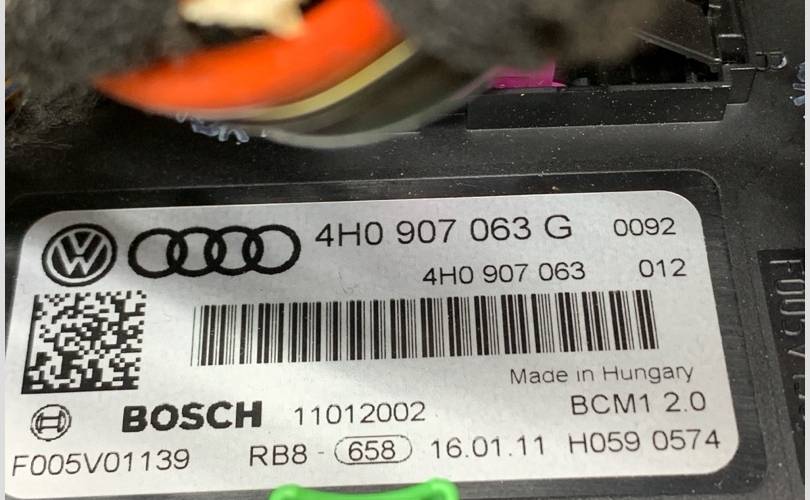 4H0 907 063 G 0092
4H0 907 063 012
Made in Hungary
BOSCH 11012002 BCM1 2.0
F005V01139 RB8 - 658 16.01.11 H059 0574